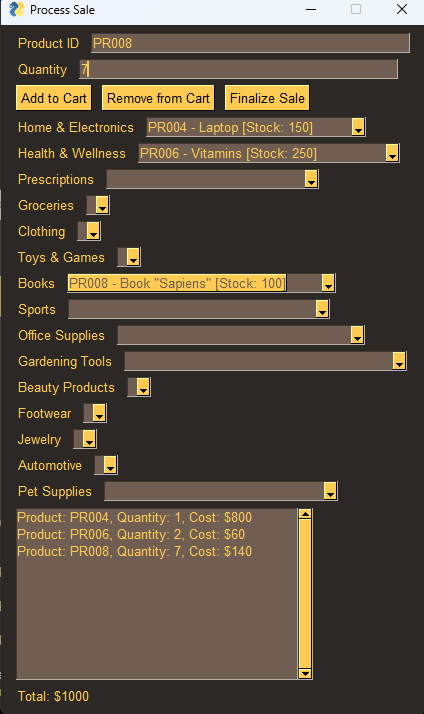 Process Sale
Product ID PR008
Quantity 7
Add to Cart Remove from Cart Finalize Sale
Home & Electronics PR004 - Laptop [Stock: 150]
Health & Wellness PR006 - Vitamins [Stock: 250]
Prescriptions
Groceries
Clothing
Toys & Games
Books PR008 - Book "Sapiens" [Stock: 100]
Sports
Office Supplies
Gardening Tools
Beauty Products
Footwear
Jewelry
Automotive
Pet Supplies
Product: PR004, Quantity: 1, Cost: $800
Product: PR006, Quantity: 2, Cost: $60
Product: PR008, Quantity: 7, Cost: $140
Total: $1000